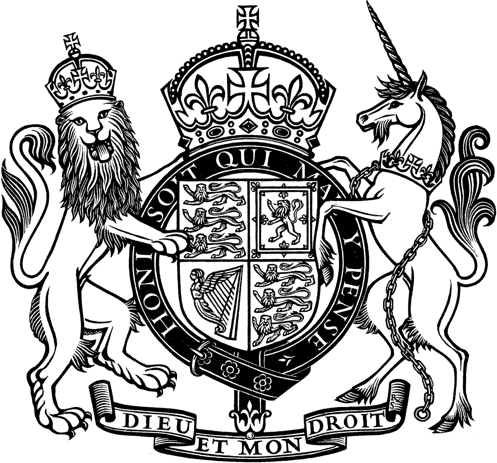 HONI SOIT QUI MA Y PENSE
DIEU ET MON DROIT